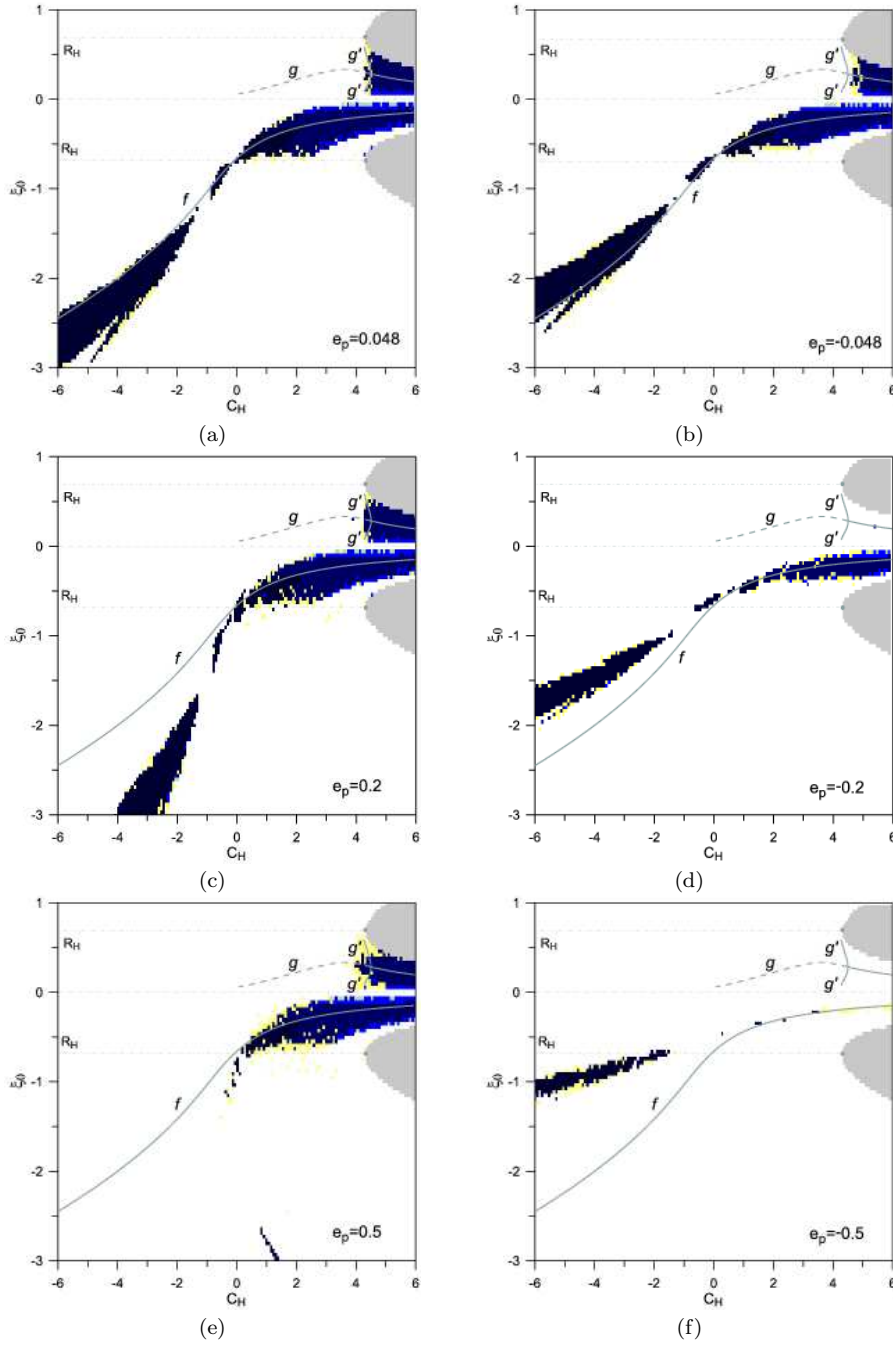 1
R_H
g'
g
0
g'
R_H
ξ_0
-1
f
-2
e_p=0.048
-3
-6 -4 -2 0 2 4 6
C_H
(a)
1
R_H
g'
g
0
g'
R_H
ξ_0
-1
f
-2
e_p=-0.048
-3
-6 -4 -2 0 2 4 6
C_H
(b)
1
R_H
g'
g
0
g'
R_H
ξ_0
-1
f
-2
e_p=0.2
-3
-6 -4 -2 0 2 4 6
C_H
(c)
1
R_H
g'
g
0
g'
R_H
ξ_0
-1
f
-2
e_p=-0.2
-3
-6 -4 -2 0 2 4 6
C_H
(d)
1
R_H
g'
g
0
g'
R_H
ξ_0
-1
f
-2
e_p=0.5
-3
-6 -4 -2 0 2 4 6
C_H
(e)
1
R_H
g'
g
0
g'
R_H
ξ_0
-1
f
-2
e_p=-0.5
-3
-6 -4 -2 0 2 4 6
C_H
(f)